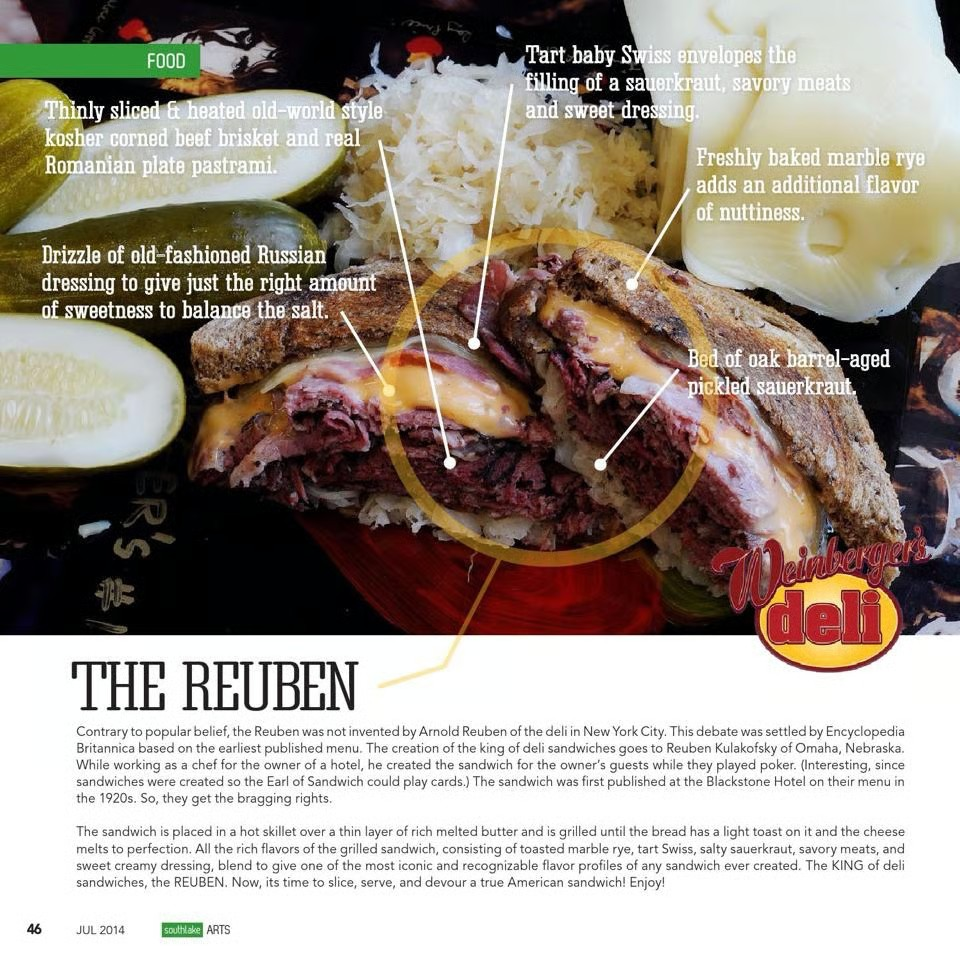 FOOD
Thinly sliced & heated old-world style
kosher corned beef brisket and real
Romanian plate pastrami.
Tart baby Swiss envelopes the
filling of a sauerkraut, savory meats
and sweet dressing.
Freshly baked marble rye
adds an additional flavor
of nuttiness.
Drizzle of old-fashioned Russian
dressing to give just the right amount
of sweetness to balance the salt.
Bed of oak barrel-aged
pickled sauerkraut.
ER'S
#1
Weinberger's
deli
THE REUBEN
Contrary to popular belief, the Reuben was not invented by Arnold Reuben of the deli in New York City. This debate was settled by Encyclopedia
Britannica based on the earliest published menu. The creation of the king of deli sandwiches goes to Reuben Kulakofsky of Omaha, Nebraska.
While working as a chef for the owner of a hotel, he created the sandwich for the owner's guests while they played poker. (Interesting, since
sandwiches were created so the Earl of Sandwich could play cards.) The sandwich was first published at the Blackstone Hotel on their menu in
the 1920s. So, they get the bragging rights.
The sandwich is placed in a hot skillet over a thin layer of rich melted butter and is grilled until the bread has a light toast on it and the cheese
melts to perfection. All the rich flavors of the grilled sandwich, consisting of toasted marble rye, tart Swiss, salty sauerkraut, savory meats, and
sweet creamy dressing, blend to give one of the most iconic and recognizable flavor profiles of any sandwich ever created. The KING of deli
sandwiches, the REUBEN. Now, its time to slice, serve, and devour a true American sandwich! Enjoy!
46 JUL 2014 southlake ARTS